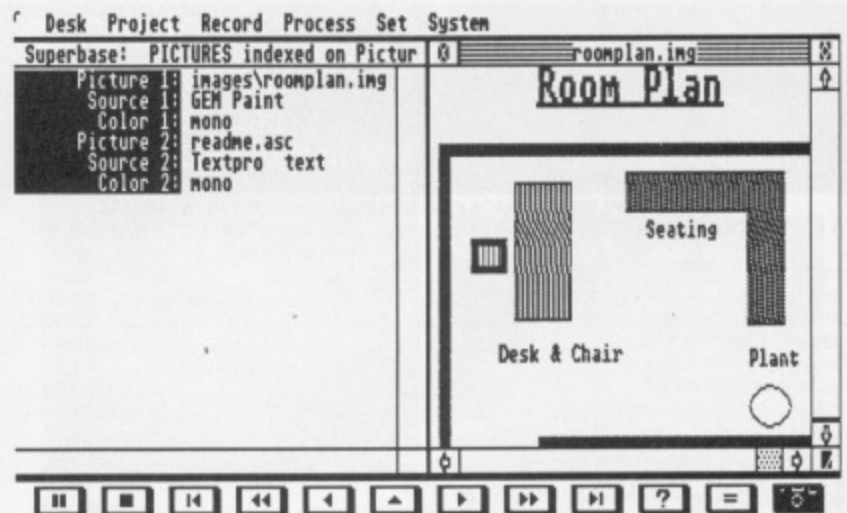 Desk Project Record Process Set System
Superbase: PICTURES indexed on Pictur
roomplan.img
Picture 1: images\roomplan.img
Source 1: GEM Paint
Color 1: mono
Picture 2: readme.asc
Source 2: Textpro text
Color 2: mono
Room Plan
Seating
Desk & Chair
Plant
? =